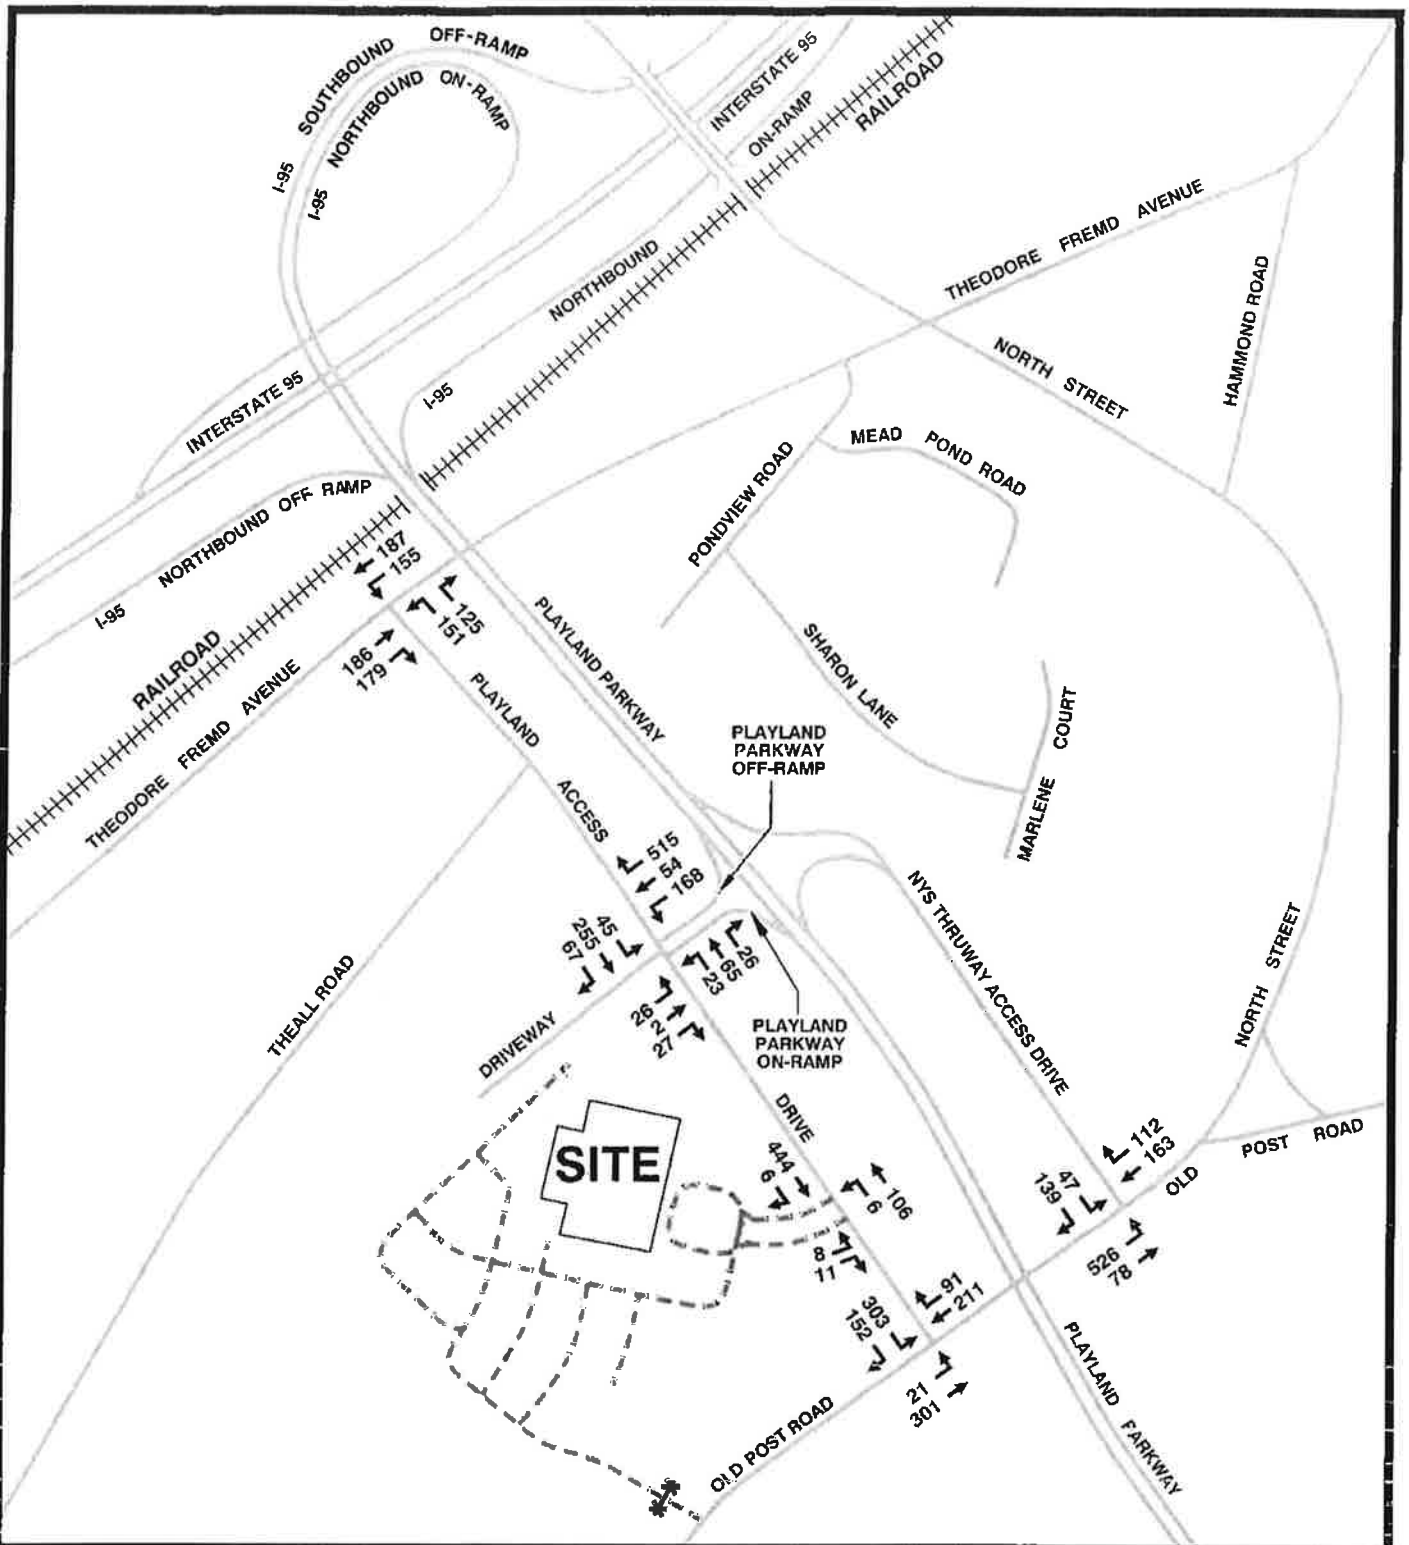 OFF-RAMP
I-95 SOUTHBOUND
I-95 NORTHBOUND ON-RAMP
INTERSTATE 95
ON-RAMP
RAILROAD
THEODORE FREMD AVENUE
HAMMOND ROAD
NORTHBOUND
I-95
NORTH STREET
INTERSTATE 95
MEAD POND ROAD
PONDVIEW ROAD
I-95 NORTHBOUND OFF RAMP
187
155
125
151
186
179
RAILROAD
THEODORE FREMD AVENUE
PLAYLAND PARKWAY
SHARON LANE
MARLENE COURT
PLAYLAND ACCESS DRIVE
PLAYLAND
PARKWAY
OFF-RAMP
515
54
168
45
255
67
26
65
23
26
2
27
NYS THRUWAY ACCESS DRIVE
NORTH STREET
THEALL ROAD
DRIVEWAY
PLAYLAND
PARKWAY
ON-RAMP
SITE
444
6
106
6
8
11
112
163
47
139
526
78
OLD POST ROAD
91
211
303
152
21
301
OLD POST ROAD
PLAYLAND PARKWAY